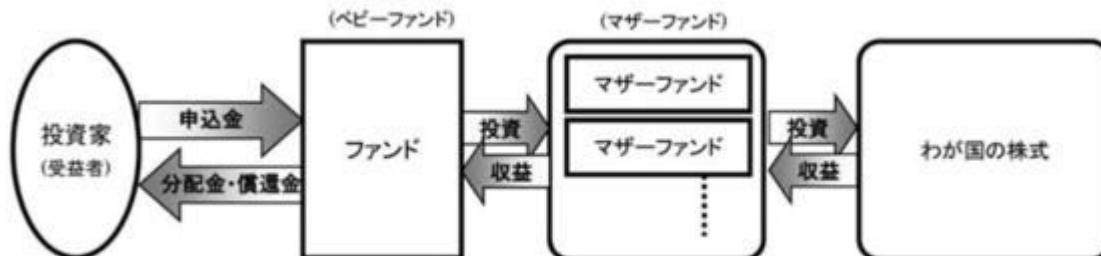 (ベビーファンド)
(マザーファンド)
投資家
(受益者)
申込金
分配金・償還金
ファンド
投資
収益
マザーファンド
マザーファンド
投資
収益
わが国の株式